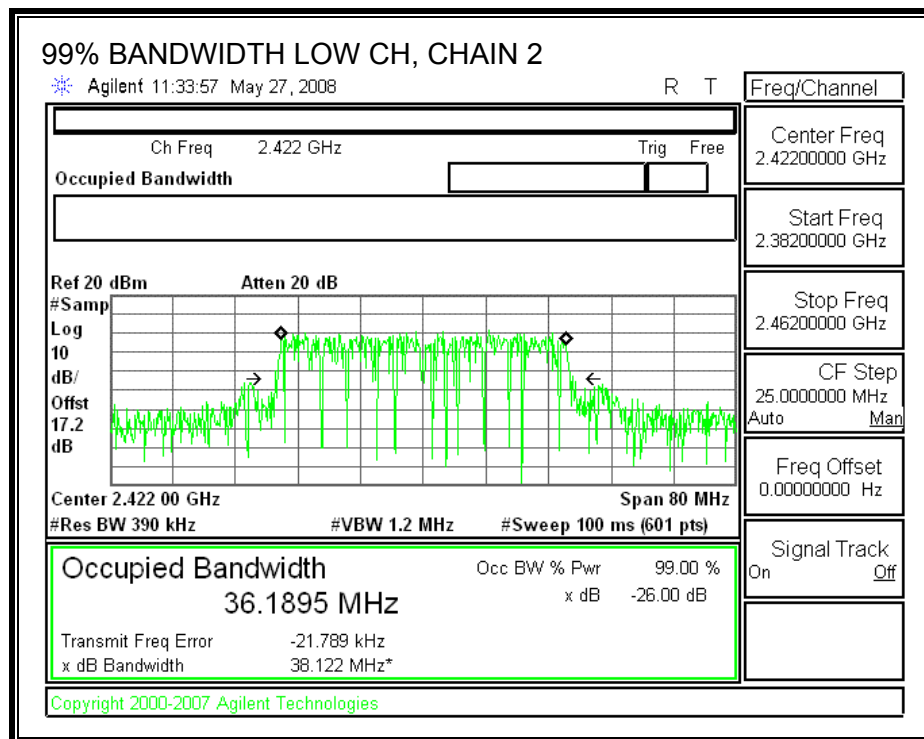 99% BANDWIDTH LOW CH, CHAIN 2
Agilent 11:33:57 May 27, 2008 R T
Freq/Channel
Ch Freq 2.422 GHz Trig Free
Occupied Bandwidth
Center Freq
2.42200000 GHz
Start Freq
2.38200000 GHz
Stop Freq
2.46200000 GHz
CF Step
25.0000000 MHz
Auto Man
Freq Offset
0.00000000 Hz
Signal Track
On Off
Ref 20 dBm Atten 20 dB
#Samp
Log
10
dB/
Offst
17.2
dB
Center 2.422 00 GHz Span 80 MHz
#Res BW 390 kHz #VBW 1.2 MHz #Sweep 100 ms (601 pts)
Occupied Bandwidth Occ BW % Pwr 99.00 %
36.1895 MHz x dB -26.00 dB
Transmit Freq Error -21.789 kHz
x dB Bandwidth 38.122 MHz*
Copyright 2000-2007 Agilent Technologies